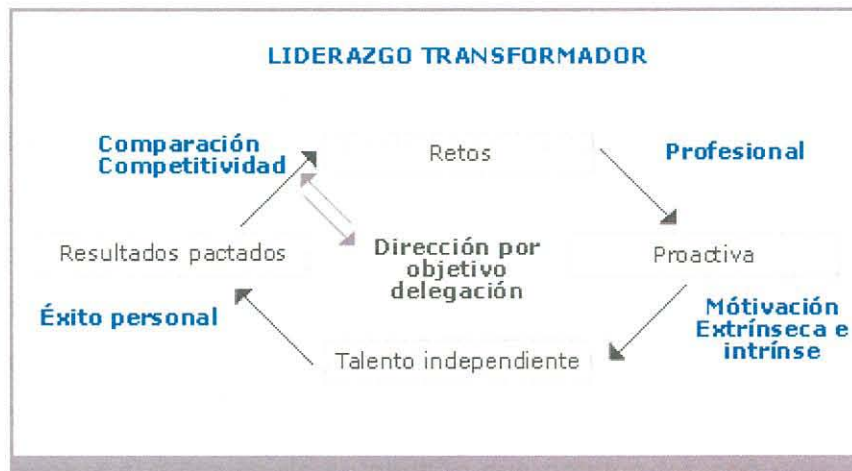 LIDERAZGO TRANSFORMADOR
Comparación
Competitividad
Retos
Profesional
Resultados pactados
Dirección por
objetivo
delegación
Proactiva
Éxito personal
Mótivación
Extrínseca e
intrínse
Talento independiente